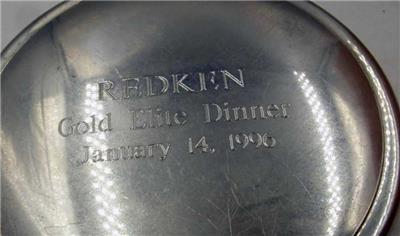 REDKEN
Gold Elite Dinner
January 14, 1996